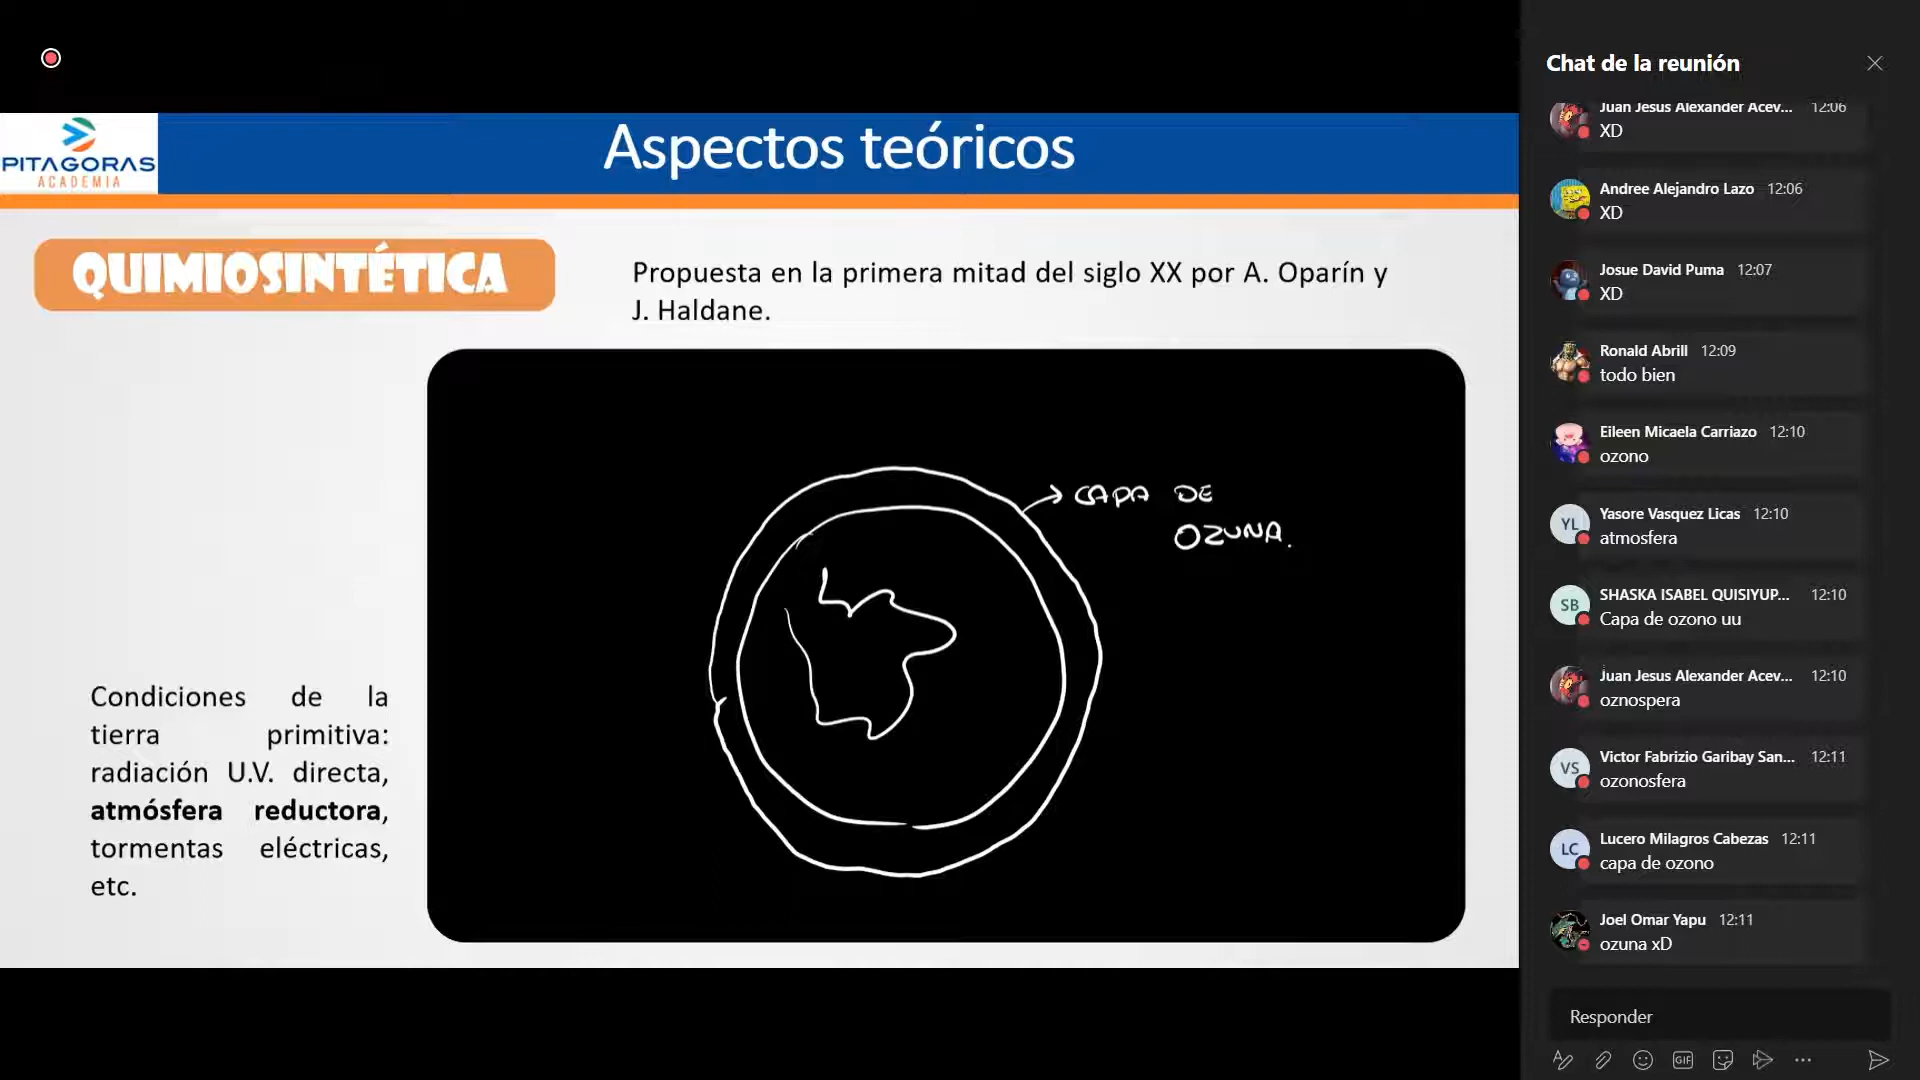 PITAGORAS
ACADEMIA
Aspectos teóricos
QUIMIOSINTÉTICA
Propuesta en la primera mitad del siglo XX por A. Oparín y
J. Haldane.
CAPA DE
OZUNA.
Condiciones de la
tierra primitiva:
radiación U.V. directa,
atmósfera reductora,
tormentas eléctricas,
etc.
Chat de la reunión
Juan Jesus Alexander Acev... 12:06
XD
Andree Alejandro Lazo 12:06
XD
Josue David Puma 12:07
XD
Ronald Abrill 12:09
todo bien
Eileen Micaela Carriazo 12:10
ozono
YL
Yasore Vasquez Licas 12:10
atmosfera
SB
SHASKA ISABEL QUISIYUP... 12:10
Capa de ozono uu
Juan Jesus Alexander Acev... 12:10
oznospera
VS
Victor Fabrizio Garibay San... 12:11
ozonosfera
LC
Lucero Milagros Cabezas 12:11
capa de ozono
Joel Omar Yapu 12:11
ozuna xD
Responder
GIF